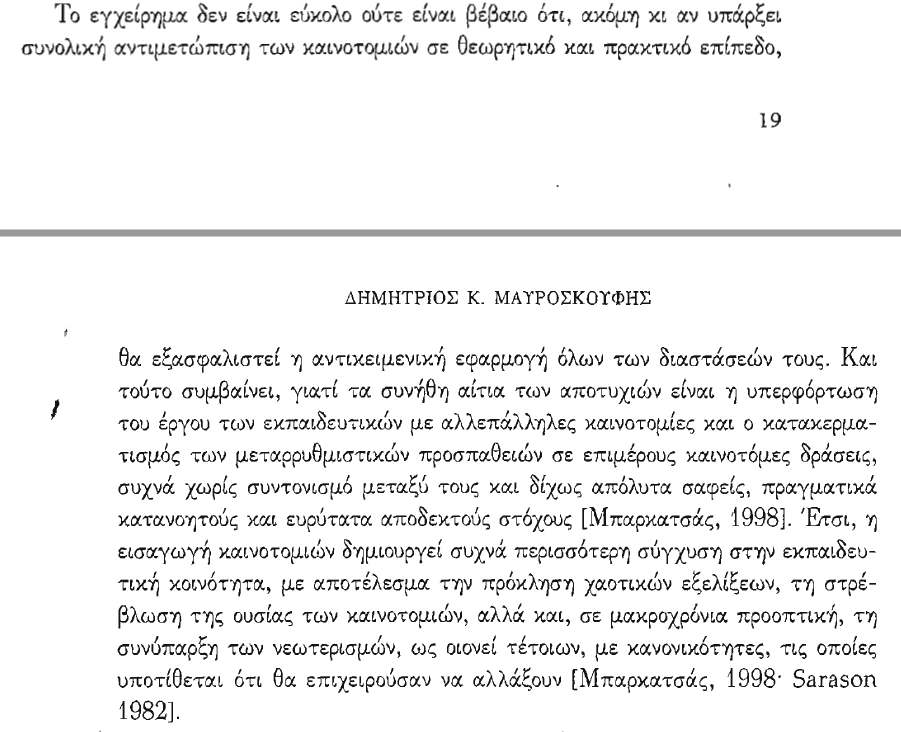 Το εγχείρημα δεν είναι εύκολο ούτε είναι βέβαιο ότι, ακόμη κι αν υπάρξει
συνολική αντιμετώπιση των καινοτομιών σε θεωρητικό και πρακτικό επίπεδο,
19
ΔΗΜΗΤΡΙΟΣ Κ. ΜΑΥΡΟΣΚΟΥΦΗΣ
θα εξασφαλιστεί η αντικειμενική εφαρμογή όλων των διαστάσεών τους. Και
τούτο συμβαίνει, γιατί τα συνήθη αίτια των αποτυχιών είναι η υπερφόρτωση
του έργου των εκπαιδευτικών με αλλεπάλληλες καινοτομίες και ο κατακερμα-
τισμός των μεταρρυθμιστικών προσπαθειών σε επιμέρους καινοτόμες δράσεις,
συχνά χωρίς συντονισμό μεταξύ τους και δίχως απόλυτα σαφείς, πραγματικά
κατανοητούς και ευρύτατα αποδεκτούς στόχους [Μπαρκατσάς, 1998]. Έτσι, η
εισαγωγή καινοτομιών δημιουργεί συχνά περισσότερη σύγχυση στην εκπαιδευ-
τική κοινότητα, με αποτέλεσμα την πρόκληση χαοτικών εξελίξεων, τη στρέ-
βλωση της ουσίας των καινοτομιών, αλλά και, σε μακροχρόνια προοπτική, τη
συνύπαρξη των νεωτερισμών, ως οιονεί τέτοιων, με κανονικότητες, τις οποίες
υποτίθεται ότι θα επιχειρούσαν να αλλάξουν [Μπαρκατσάς, 1998· Sarason
1982].